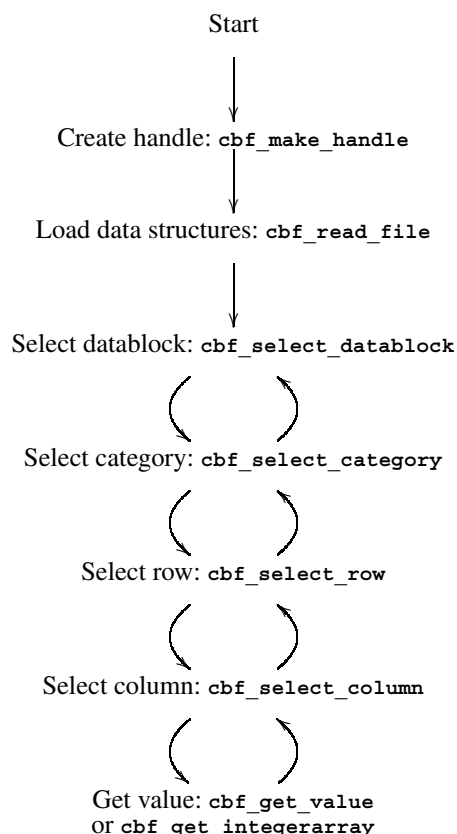 Start
Create handle: cbf_make_handle
Load data structures: cbf_read_file
Select datablock: cbf_select_datablock
Select category: cbf_select_category
Select row: cbf_select_row
Select column: cbf_select_column
Get value: cbf_get_value
or cbf_get_integerarray